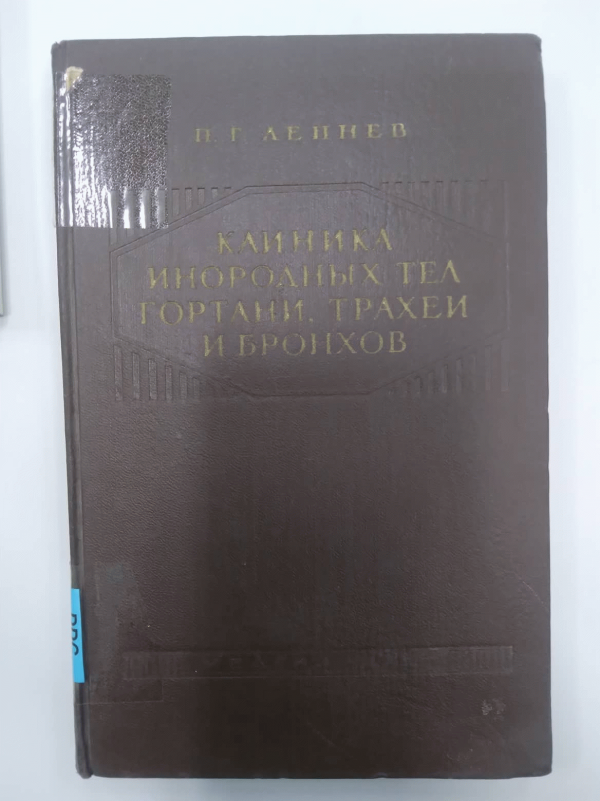 П. Г. ЛЕПНЕВ
КЛИНИКА
ИНОРОДНЫХ ТЕЛ
ГОРТАНИ, ТРАХЕИ
И БРОНХОВ